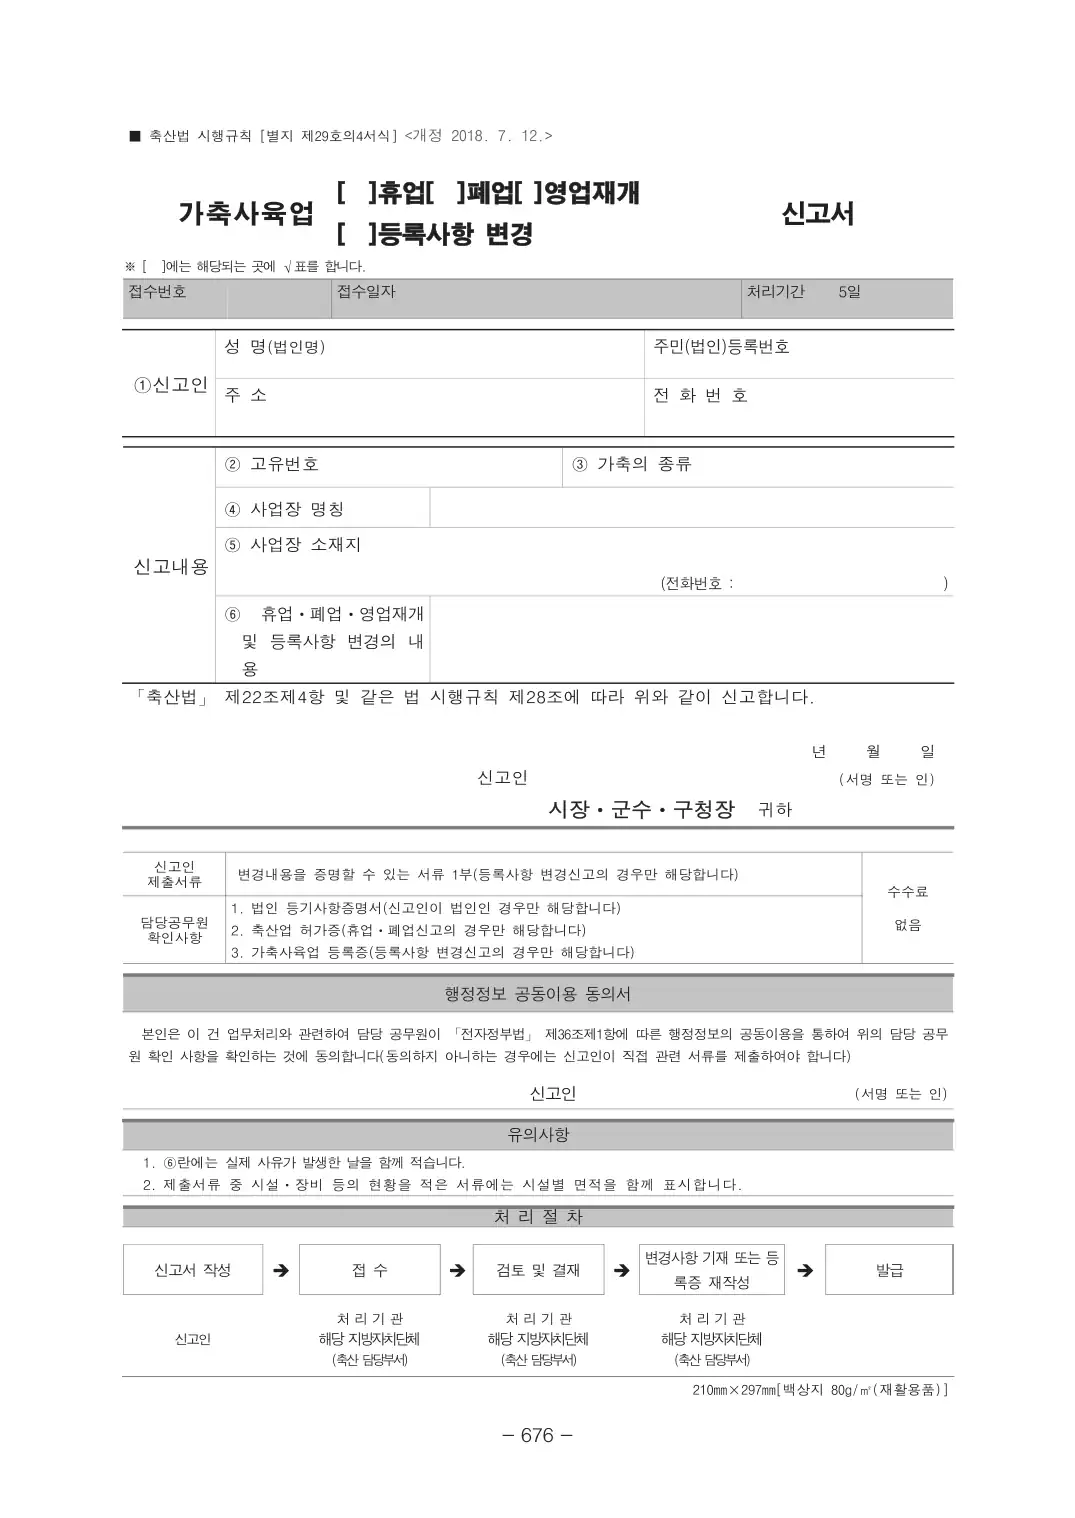 ■ 축산법 시행규칙 [별지 제29호의4서식] <개정 2018. 7. 12.>
가축사육업 [ ]휴업[ ]폐업[ ]영업재개 신고서
[ ]등록사항 변경
※ [ ]에는 해당되는 곳에 √표를 합니다.
접수번호 접수일자 처리기간 5일
①신고인
성 명(법인명) 주민(법인)등록번호
주 소 전 화 번 호
신고내용
② 고유번호 ③ 가축의 종류
④ 사업장 명칭
⑤ 사업장 소재지
(전화번호 : )
⑥ 휴업・폐업・영업재개
및 등록사항 변경의 내
용
「축산법」 제22조제4항 및 같은 법 시행규칙 제28조에 따라 위와 같이 신고합니다.
년 월 일
신고인 (서명 또는 인)
시장・군수・구청장 귀하
신고인
제출서류
변경내용을 증명할 수 있는 서류 1부(등록사항 변경신고의 경우만 해당합니다)
수수료
없음
담당공무원
확인사항
1. 법인 등기사항증명서(신고인이 법인인 경우만 해당합니다)
2. 축산업 허가증(휴업・폐업신고의 경우만 해당합니다)
3. 가축사육업 등록증(등록사항 변경신고의 경우만 해당합니다)
행정정보 공동이용 동의서
본인은 이 건 업무처리와 관련하여 담당 공무원이 「전자정부법」 제36조제1항에 따른 행정정보의 공동이용을 통하여 위의 담당 공무
원 확인 사항을 확인하는 것에 동의합니다(동의하지 아니하는 경우에는 신고인이 직접 관련 서류를 제출하여야 합니다)
신고인 (서명 또는 인)
유의사항
1. ⑥란에는 실제 사유가 발생한 날을 함께 적습니다.
2. 제출서류 중 시설・장비 등의 현황을 적은 서류에는 시설별 면적을 함께 표시합니다.
처 리 절 차
신고서 작성 ➔ 접 수 ➔ 검토 및 결재 ➔ 변경사항 기재 또는 등 ➔ 발급
록증 재작성
처 리 기 관 처 리 기 관 처 리 기 관
신고인 해당 지방자치단체 해당 지방자치단체 해당 지방자치단체
(축산 담당부서) (축산 담당부서) (축산 담당부서)
210㎜×297㎜[백상지 80g/㎡(재활용품)]
- 676 -